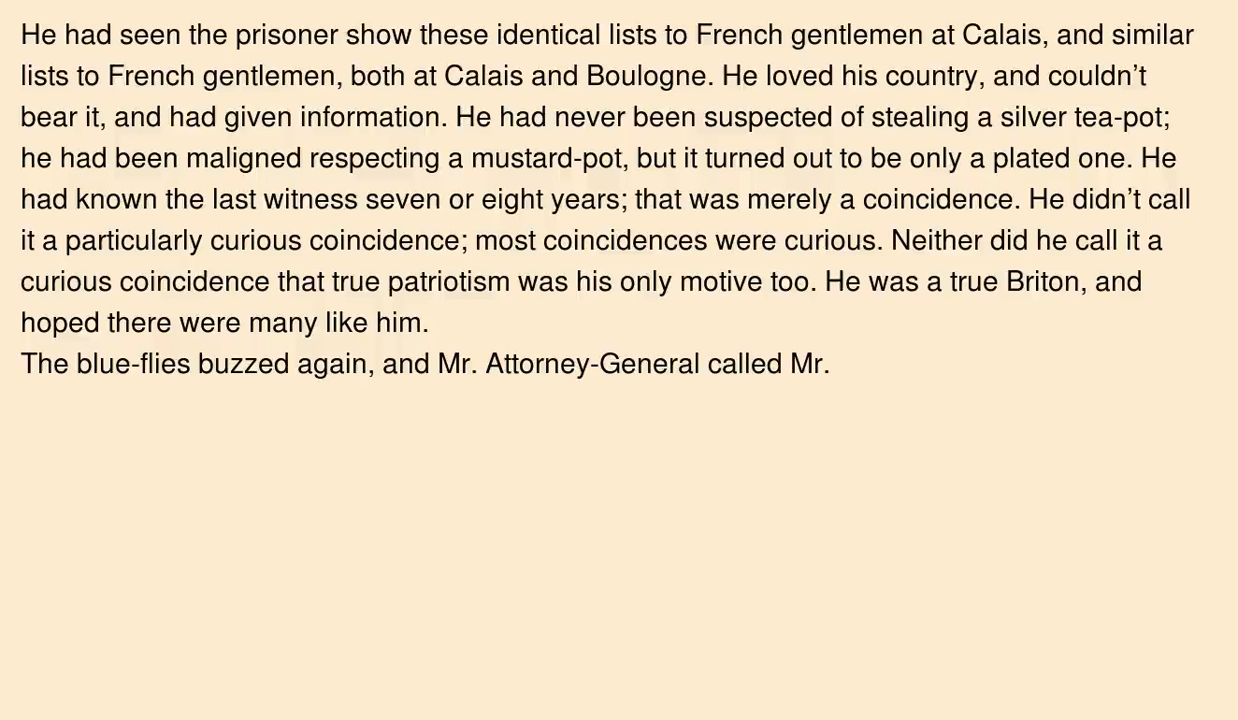 He had seen the prisoner show these identical lists to French gentlemen at Calais, and similar
lists to French gentlemen, both at Calais and Boulogne. He loved his country, and couldn’t
bear it, and had given information. He had never been suspected of stealing a silver tea-pot;
he had been maligned respecting a mustard-pot, but it turned out to be only a plated one. He
had known the last witness seven or eight years; that was merely a coincidence. He didn’t call
it a particularly curious coincidence; most coincidences were curious. Neither did he call it a
curious coincidence that true patriotism was his only motive too. He was a true Briton, and
hoped there were many like him.
The blue-flies buzzed again, and Mr. Attorney-General called Mr.